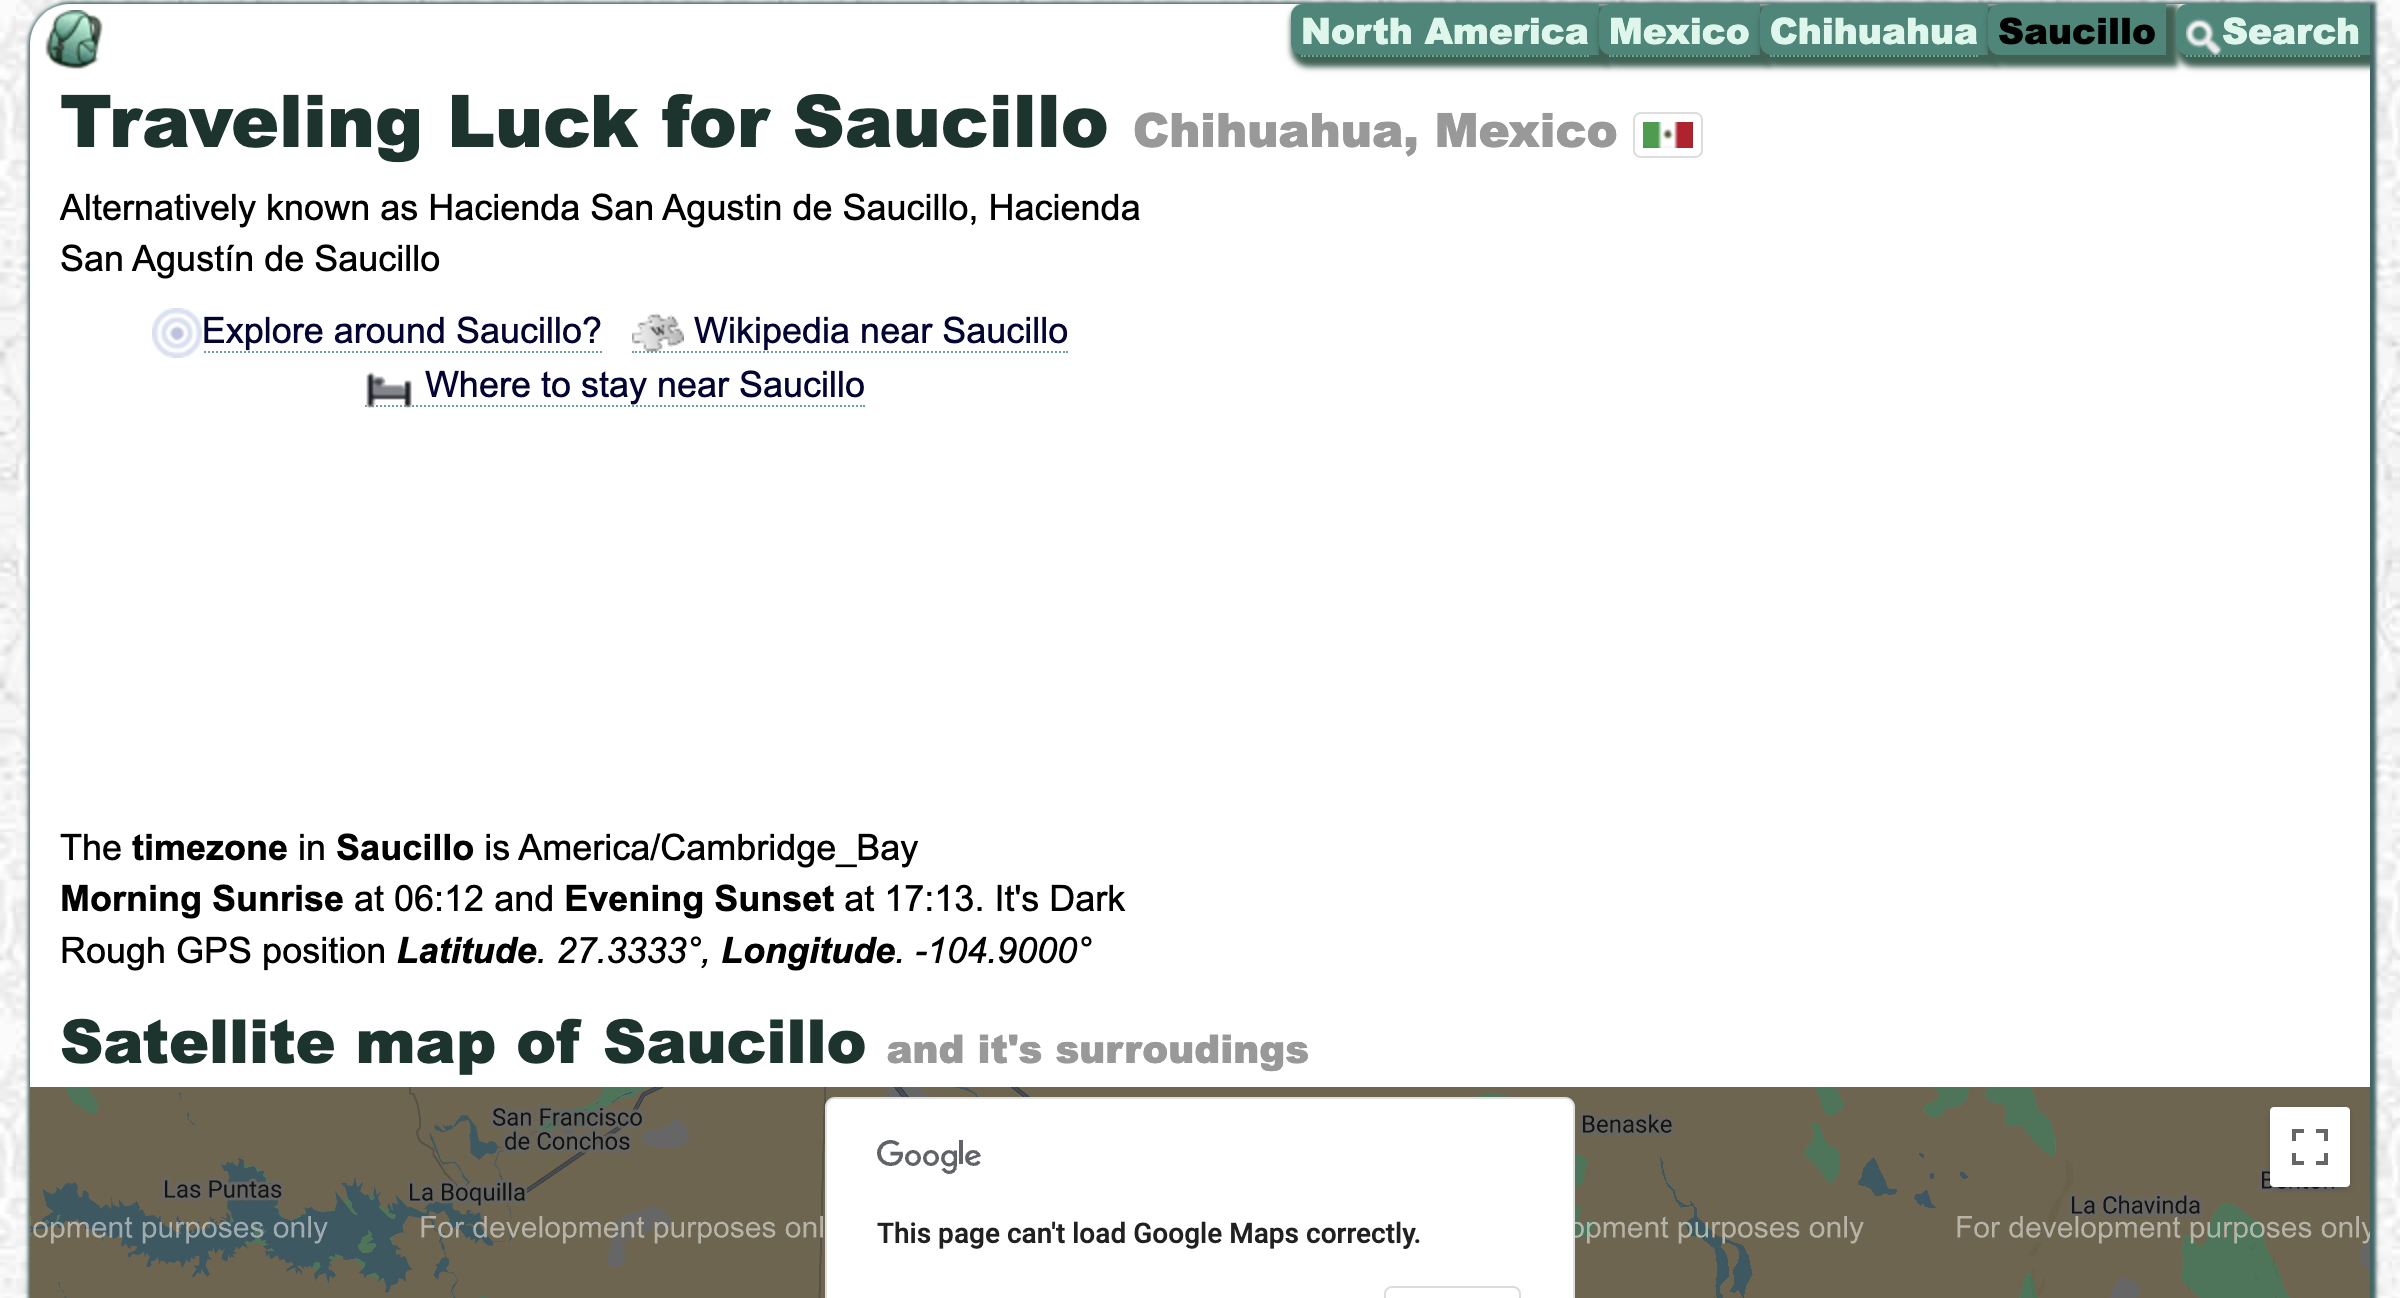 North America Mexico Chihuahua Saucillo Search
Traveling Luck for Saucillo Chihuahua, Mexico
Alternatively known as Hacienda San Agustin de Saucillo, Hacienda
San Agustín de Saucillo
Explore around Saucillo? Wikipedia near Saucillo
Where to stay near Saucillo
The timezone in Saucillo is America/Cambridge_Bay
Morning Sunrise at 06:12 and Evening Sunset at 17:13. It's Dark
Rough GPS position Latitude. 27.3333°, Longitude. -104.9000°
Satellite map of Saucillo and it's surroudings
San Francisco
de Conchos
Benaske
Google
Las Puntas
La Boquilla
La Chavinda
opment purposes only
For development purposes onl
This page can't load Google Maps correctly.
opment purposes only
For development purposes only